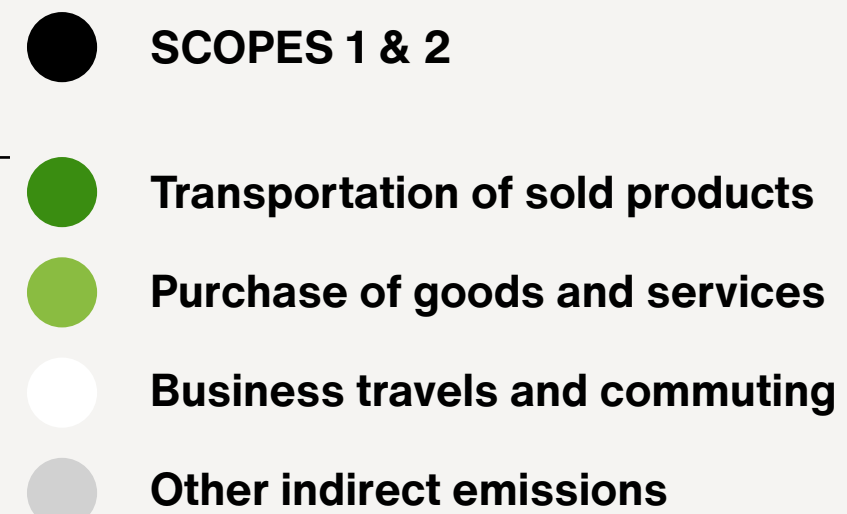 SCOPES 1 & 2
Transportation of sold products
Purchase of goods and services
Business travels and commuting
Other indirect emissions